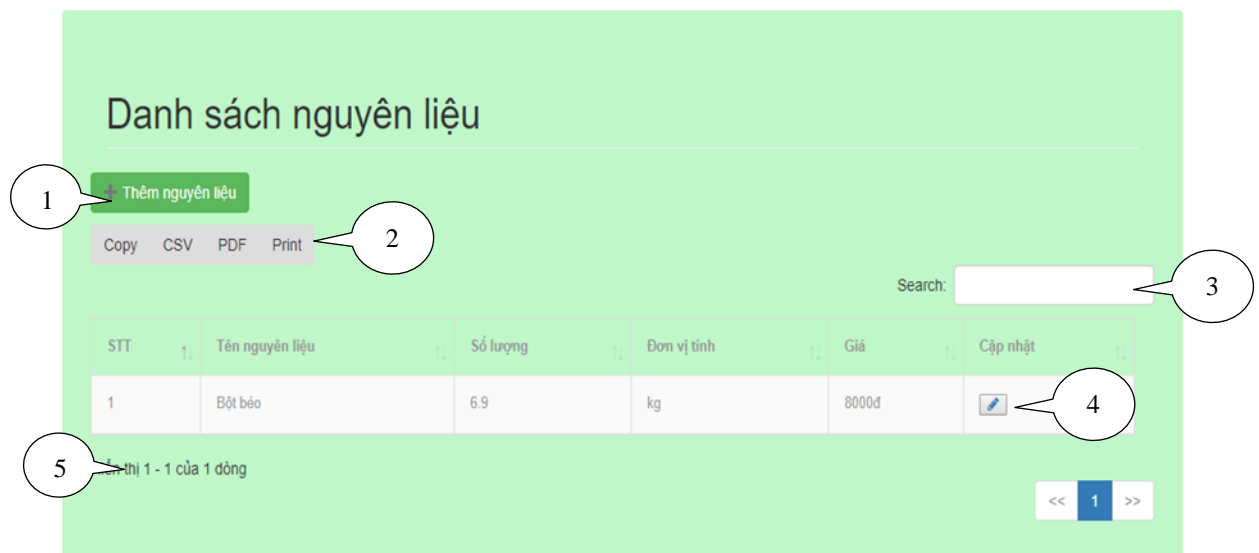 Danh sách nguyên liệu
1
Thêm nguyên liệu
Copy CSV PDF Print
2
Search:
3
STT Tên nguyên liệu Số lượng Đơn vị tính Giá Cập nhật
1 Bột béo 6.9 kg 8000đ
4
5
thị 1 - 1 của 1 dòng
<< 1 >>